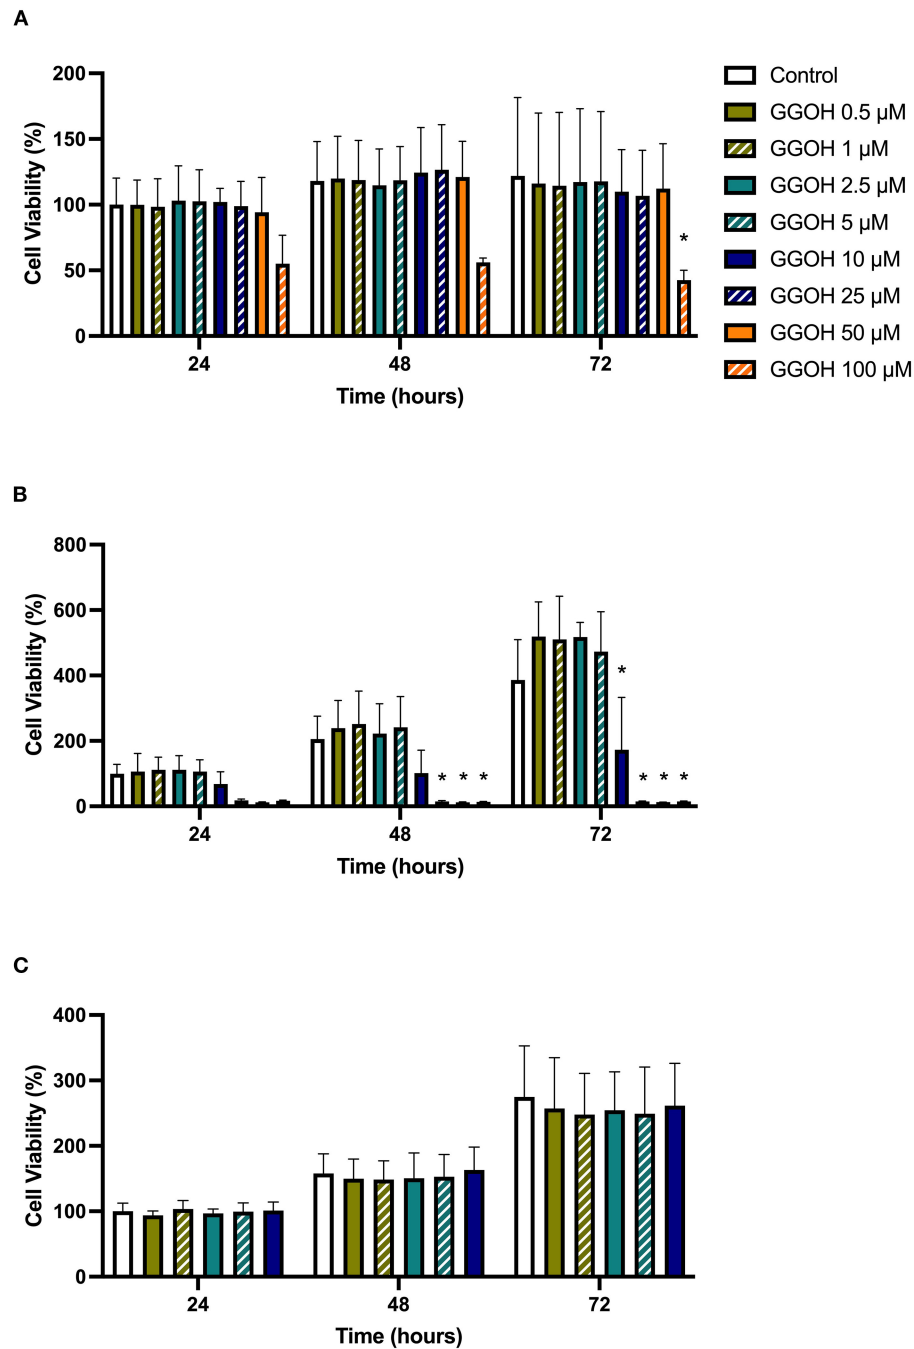 A
Cell Viability (%)
200
150
100
50
0
24
48
72
Time (hours)
*
Control
GGOH 0.5 µM
GGOH 1 µM
GGOH 2.5 µM
GGOH 5 µM
GGOH 10 µM
GGOH 25 µM
GGOH 50 µM
GGOH 100 µM
B
Cell Viability (%)
800
600
400
200
0
* * *
*
* * *
24
48
72
Time (hours)
C
Cell Viability (%)
400
300
200
100
0
24
48
72
Time (hours)